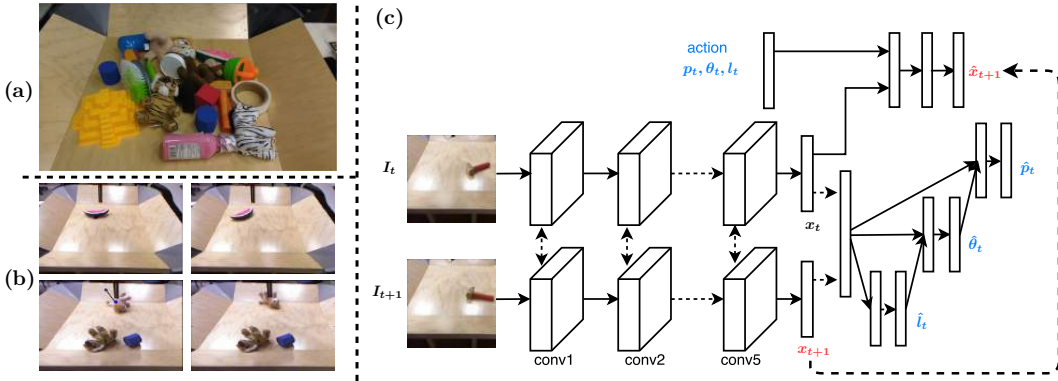 (a)
(b)
(c)
action
p_t, θ_t, l_t
x̂_{t+1}
I_t
x_t
p̂_t
θ̂_t
l̂_t
I_{t+1}
x_{t+1}
conv1
conv2
conv5